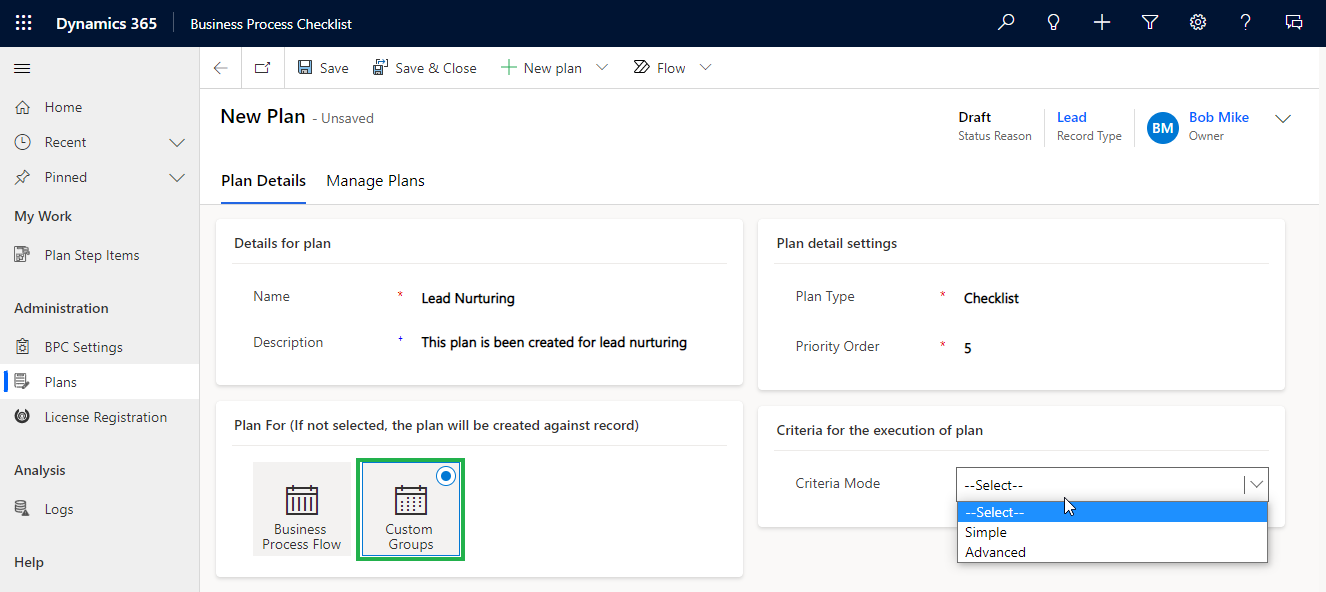 Dynamics 365 Business Process Checklist
Save Save & Close New plan Flow
Home
Recent
Pinned
My Work
Plan Step Items
Administration
BPC Settings
Plans
License Registration
Analysis
Logs
Help
New Plan - Unsaved
Draft
Status Reason
Lead
Record Type
BM
Bob Mike
Owner
Plan Details Manage Plans
Details for plan
Name * Lead Nurturing
Description + This plan is been created for lead nurturing
Plan detail settings
Plan Type * Checklist
Priority Order * 5
Plan For (If not selected, the plan will be created against record)
Business
Process Flow
Custom
Groups
Criteria for the execution of plan
Criteria Mode --Select--
--Select--
Simple
Advanced